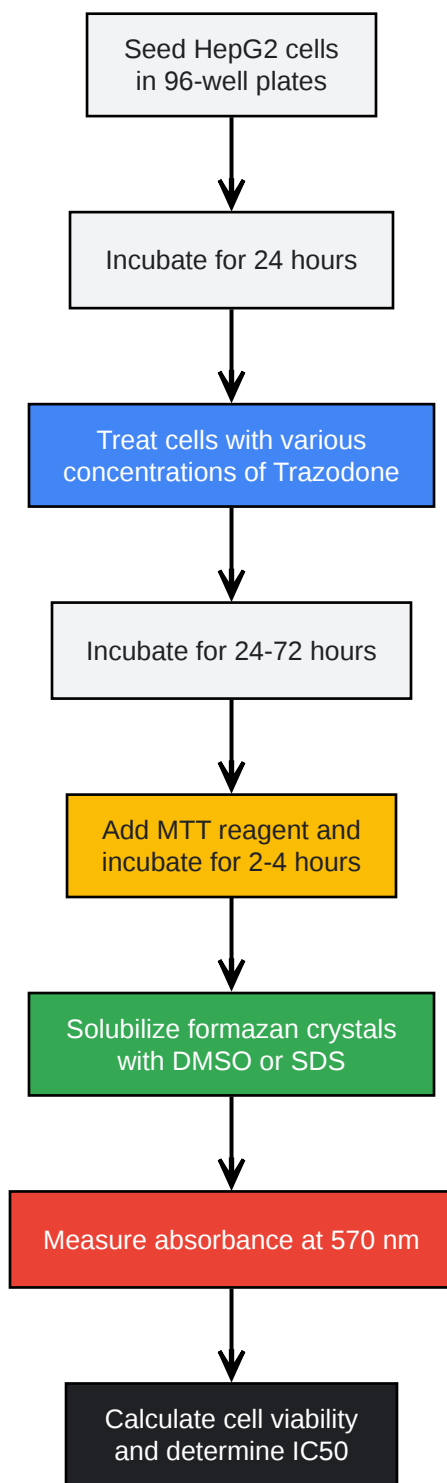 Seed HepG2 cells
in 96-well plates
Incubate for 24 hours
Treat cells with various
concentrations of Trazodone
Incubate for 24-72 hours
Add MTT reagent and
incubate for 2-4 hours
Solubilize formazan crystals
with DMSO or SDS
Measure absorbance at 570 nm
Calculate cell viability
and determine IC50